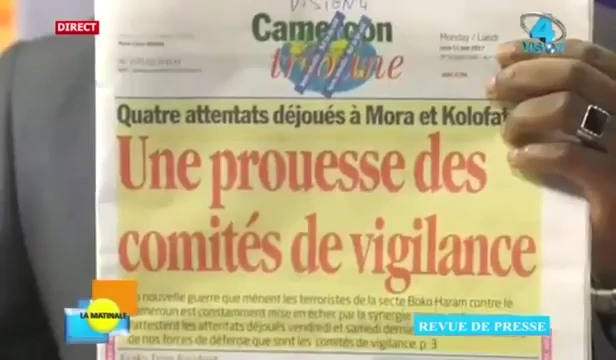 DIRECT
VISION 4
Cameroon
tribune
Monday / Lundi
4
VISION
Quatre attentats déjoués à Mora et Kolofat
Une prouesse des
comités de vigilance
nouvelle guerre que mènent les terroristes de la secte Boko Haram contre le
Cameroun est constamment mise en échec par la synergie
attestent les attentats déjoués vendredi et samedi
de nos forces de défense que sont les comités de vigilance. p. 3
LA MATINALE
REVUE DE PRESSE